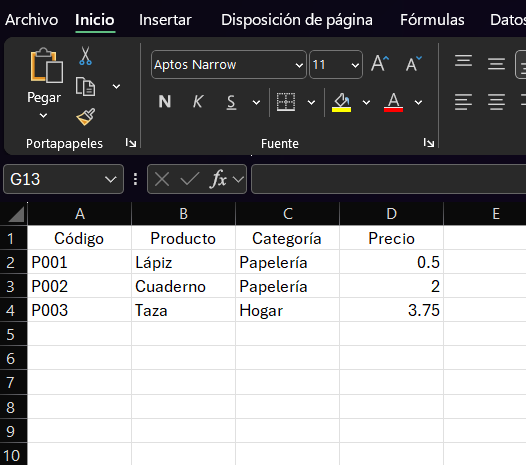 Archivo Inicio Insertar Disposición de página Fórmulas Datos
Aptos Narrow 11 A A
Pegar N K S A
Portapapeles Fuente
G13 fx
A B C D E
1 Código Producto Categoría Precio
2 P001 Lápiz Papelería 0.5
3 P002 Cuaderno Papelería 2
4 P003 Taza Hogar 3.75
5
6
7
8
9
10